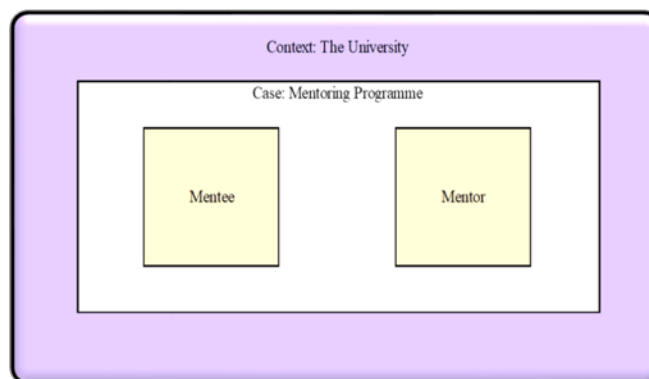 Context: The University
Case: Mentoring Programme
Mentee
Mentor